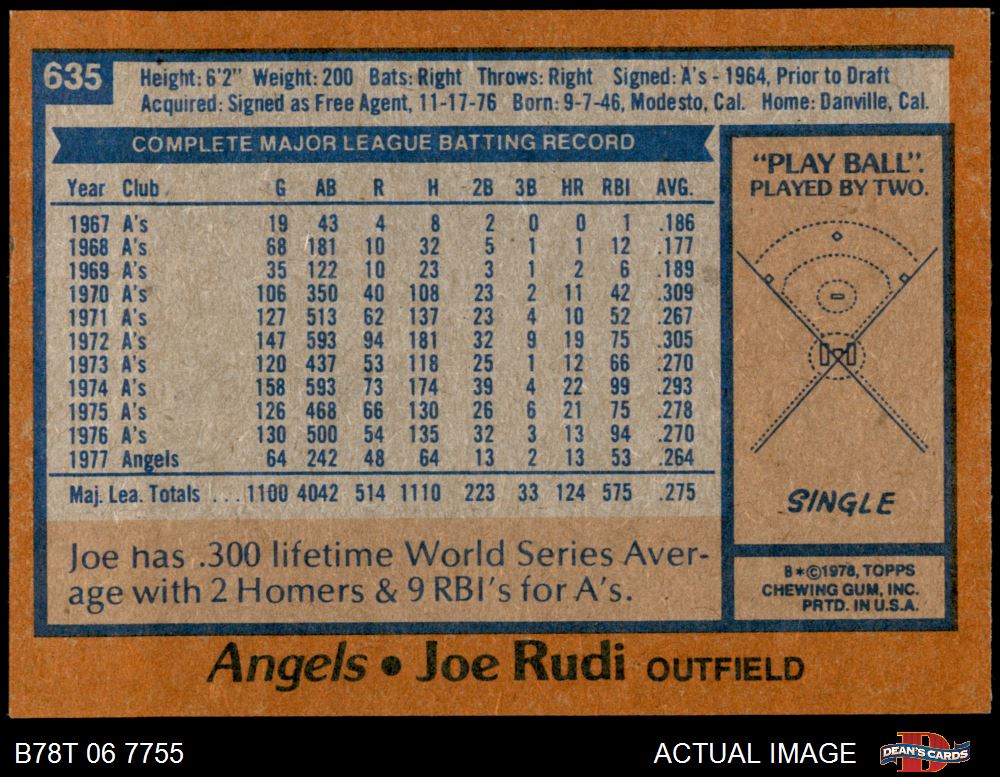 635
Height: 6'2" Weight: 200 Bats: Right Throws: Right Signed: A's - 1964, Prior to Draft
Acquired: Signed as Free Agent, 11-17-76 Born: 9-7-46, Modesto, Cal. Home: Danville, Cal.
COMPLETE MAJOR LEAGUE BATTING RECORD
Year Club G AB R H 2B 3B HR RBI AVG.
1967 A's 19 43 4 8 2 0 0 1 .186
1968 A's 68 181 10 32 5 1 1 12 .177
1969 A's 35 122 10 23 3 1 2 6 .189
1970 A's 106 350 40 108 23 2 11 42 .309
1971 A's 127 513 62 137 23 4 10 52 .267
1972 A's 147 593 94 181 32 9 19 75 .305
1973 A's 120 437 53 118 25 1 12 66 .270
1974 A's 158 593 73 174 39 4 22 99 .293
1975 A's 126 468 66 130 26 6 21 75 .278
1976 A's 130 500 54 135 32 3 13 94 .270
1977 Angels 64 242 48 64 13 2 13 53 .264
Maj. Lea. Totals ... 1100 4042 514 1110 223 33 124 575 .275
Joe has .300 lifetime World Series Aver-
age with 2 Homers & 9 RBI's for A's.
"PLAY BALL".
PLAYED BY TWO.
SINGLE
B*©1978, TOPPS
CHEWING GUM, INC.
PRTD. IN U.S.A.
Angels • Joe Rudi OUTFIELD
B78T 06 7755
ACTUAL IMAGE
DEAN'S CARDS